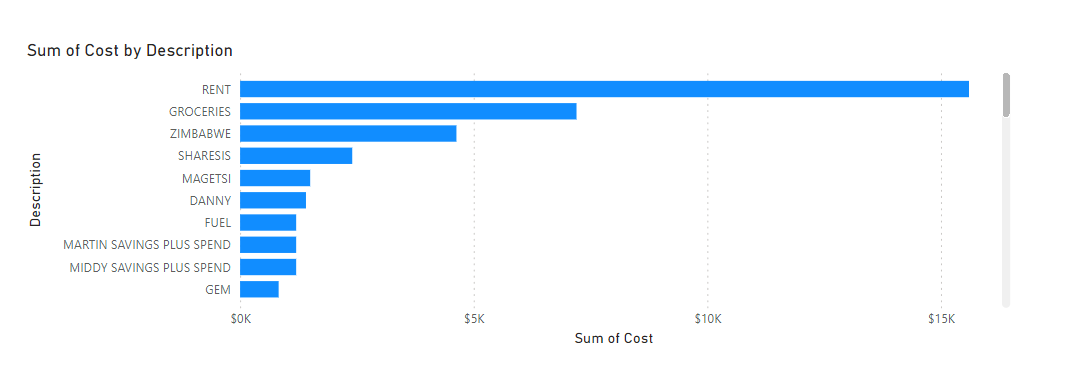 Sum of Cost by Description
Description
RENT
GROCERIES
ZIMBABWE
SHARESIS
MAGETSI
DANNY
FUEL
MARTIN SAVINGS PLUS SPEND
MIDDY SAVINGS PLUS SPEND
GEM
$0K $5K $10K $15K
Sum of Cost